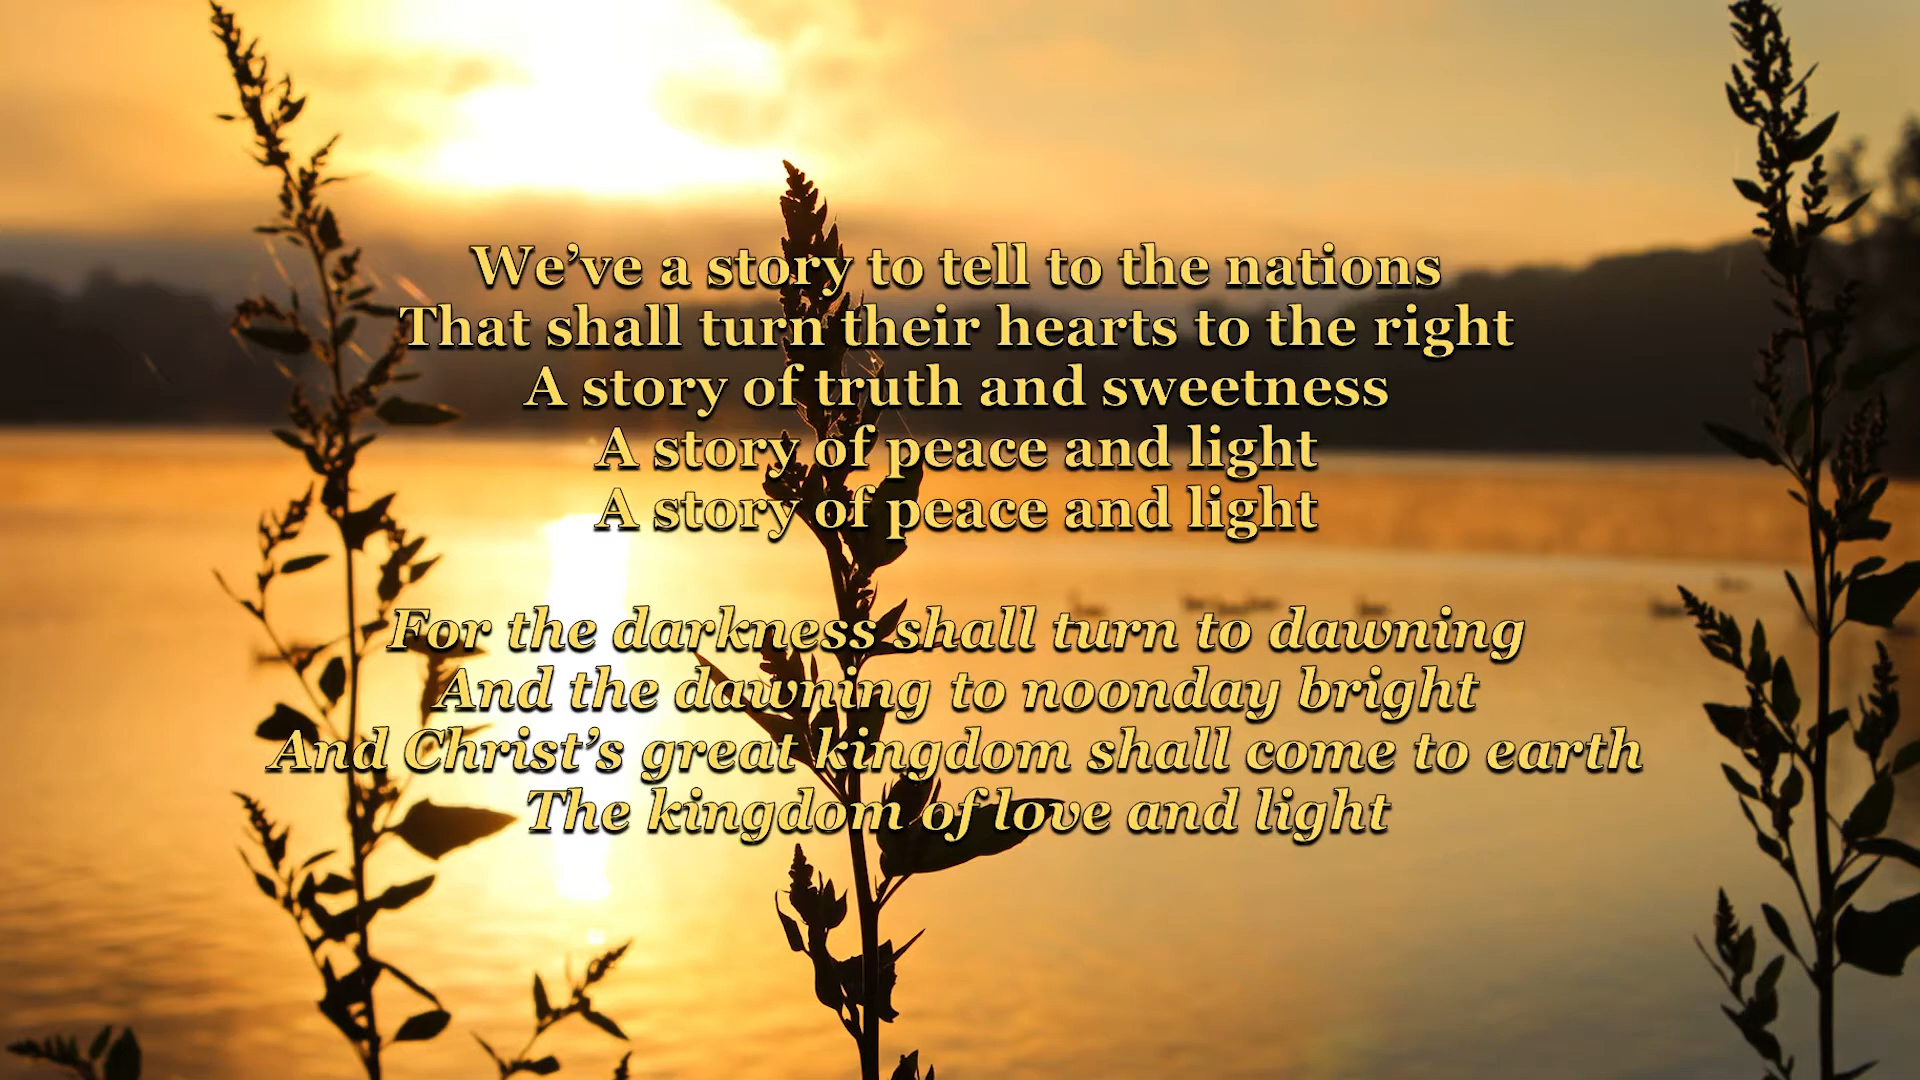 We’ve a story to tell to the nations
That shall turn their hearts to the right
A story of truth and sweetness
A story of peace and light
A story of peace and light
For the darkness shall turn to dawning
And the dawning to noonday bright
And Christ’s great kingdom shall come to earth
The kingdom of love and light